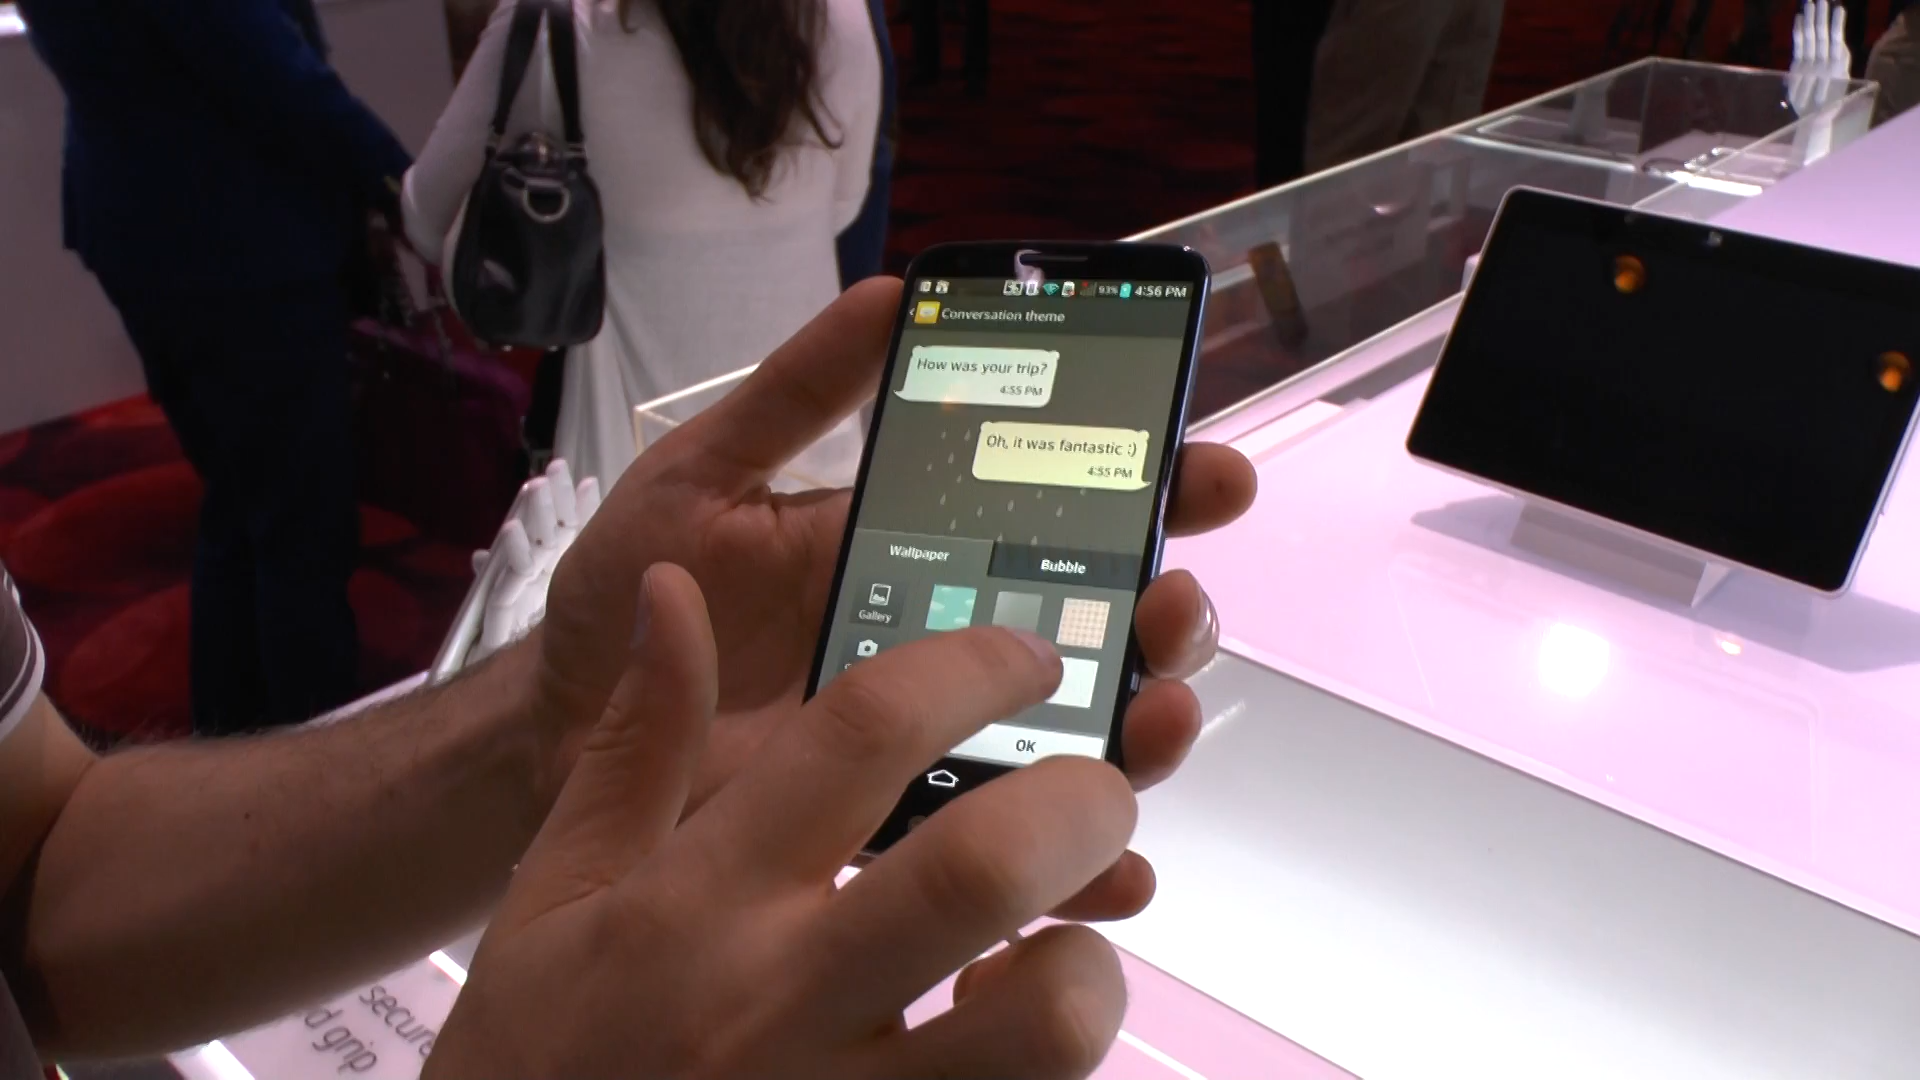 93% 4:56 PM
Conversation theme
How was your trip?
4:55 PM
Oh, it was fantastic :)
4:55 PM
Wallpaper
Bubble
Gallery
OK
secure
grip